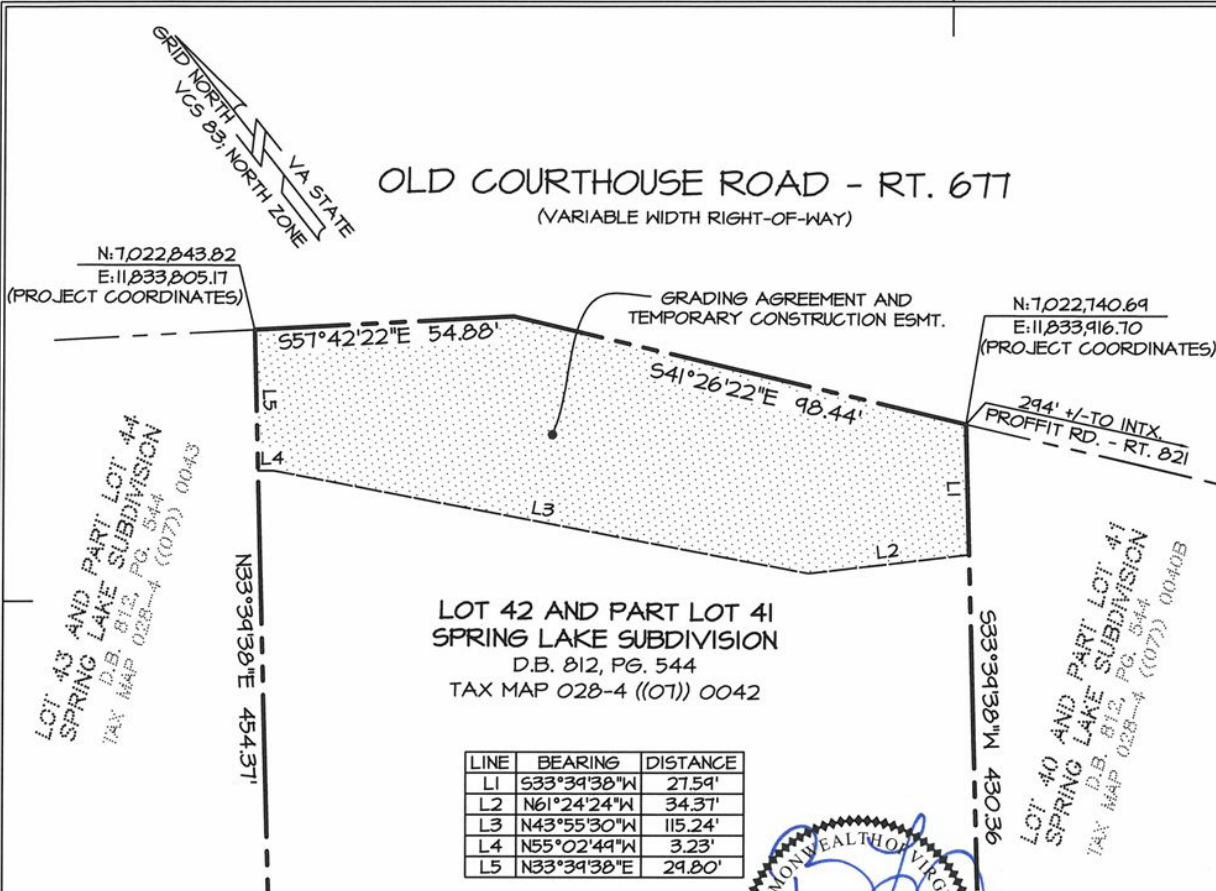 GRID NORTH
VCS 83, NORTH ZONE
VA STATE
OLD COURTHOUSE ROAD - RT. 677
(VARIABLE WIDTH RIGHT-OF-WAY)
N:7,022,843.82
E:11,833,805.17
(PROJECT COORDINATES)
GRADING AGREEMENT AND
TEMPORARY CONSTRUCTION ESMT.
N:7,022,740.69
E:11,833,916.70
(PROJECT COORDINATES)
S57°42'22"E 54.88'
S41°26'22"E 98.44'
294' +/-TO INTX.
PROFFIT RD. - RT. 821
L5
L4
L3
L2
L1
LOT 43 AND PART LOT 44
SPRING LAKE SUBDIVISION
D.B. 812, PG. 544
TAX MAP 028-4 ((07)) 0043
N33°39'38"E 454.37'
LOT 42 AND PART LOT 41
SPRING LAKE SUBDIVISION
D.B. 812, PG. 544
TAX MAP 028-4 ((07)) 0042
S33°39'38"W 430.36
LOT 40 AND PART LOT 41
SPRING LAKE SUBDIVISION
D.B. 812, PG. 544
TAX MAP 028-4 ((07)) 0040B
LINE BEARING DISTANCE
L1 S33°39'38"W 27.59'
L2 N61°24'24"W 34.37'
L3 N43°55'30"W 115.24'
L4 N55°02'49"W 3.23'
L5 N33°39'38"E 29.80'
MONWEALTH OF VIRG